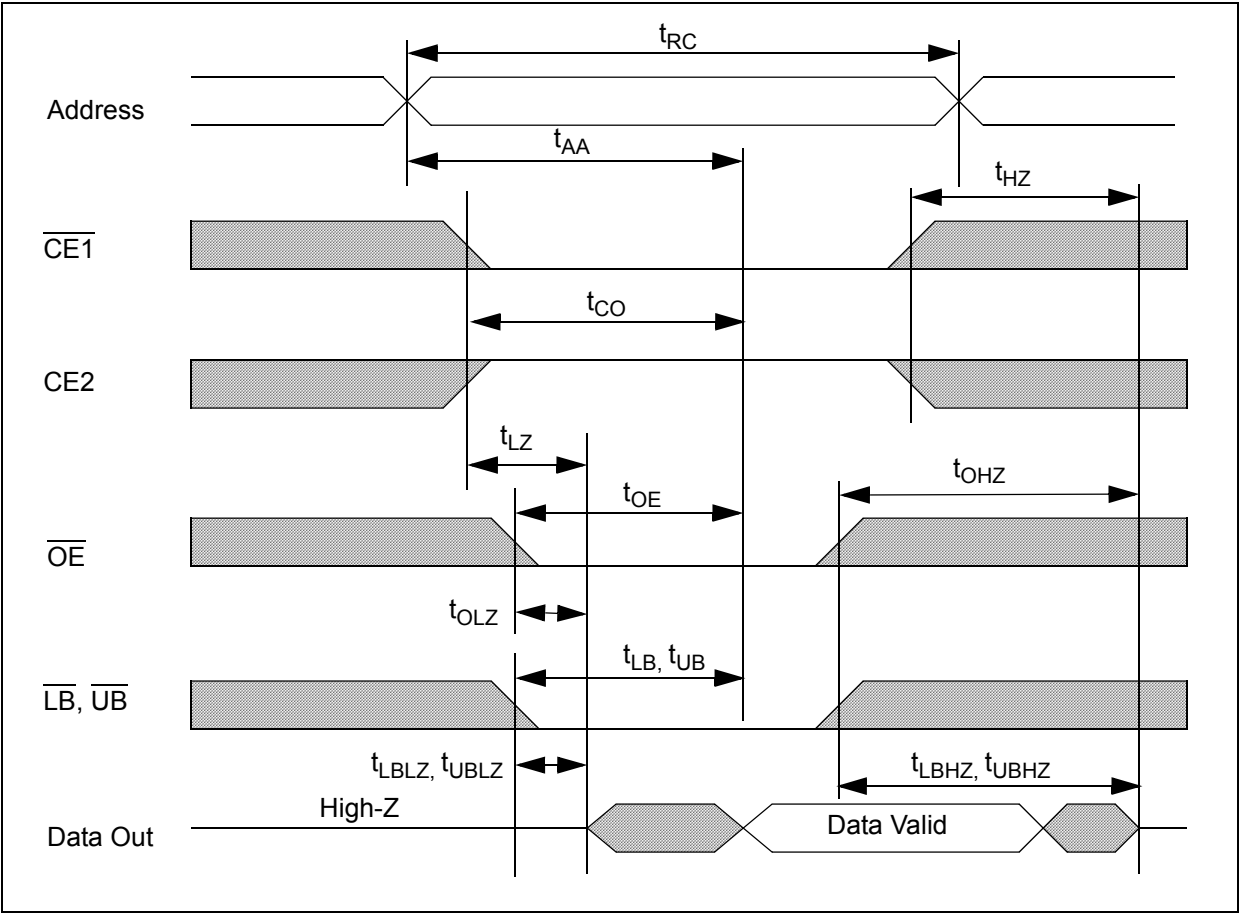 tRC
Address
tAA
tHZ
CE1
tCO
CE2
tLZ
tOHZ
tOE
OE
tOLZ
tLB, tUB
LB, UB
tLBLZ, tUBLZ
tLBHZ, tUBHZ
High-Z
Data Valid
Data Out